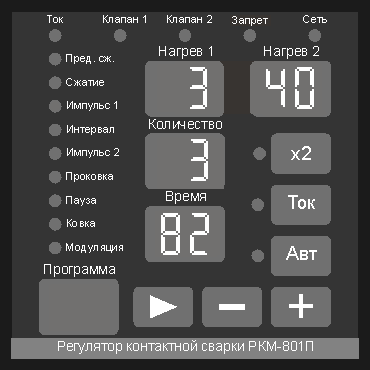 Ток Клапан 1 Клапан 2 Запрет Сеть
Нагрев 1 Нагрев 2
Пред. сж.
Сжатие
Импульс 1
Интервал
Импульс 2
Проковка
Пауза
Ковка
Модуляция
3 40
Количество
3
Время
82
x2
Ток
Авт
Программа
Регулятор контактной сварки РКМ-801П